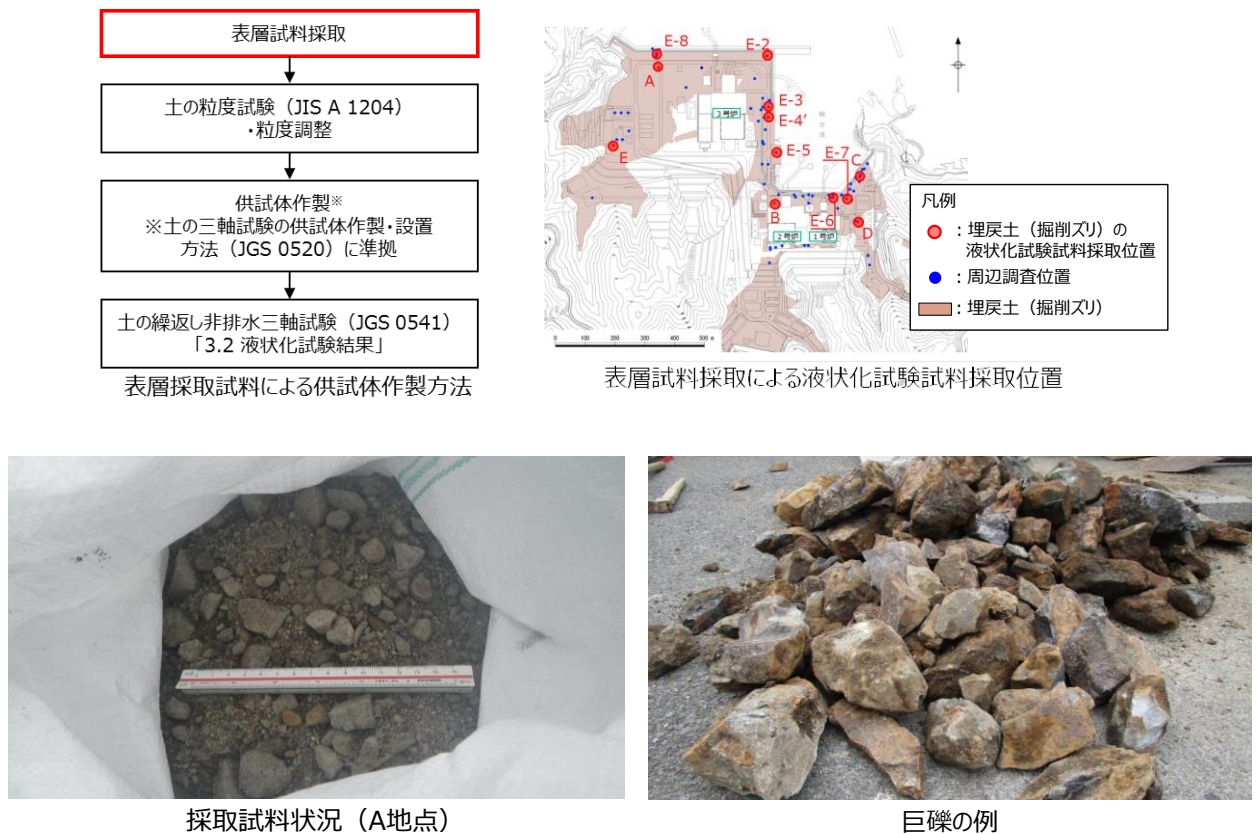 表層試料採取
土の粒度試験（JIS A 1204）
・粒度調整
供試体作製※
※土の三軸試験の供試体作製・設置
方法（JGS 0520）に準拠
土の繰返し非排水三軸試験（JGS 0541）
「3.2 液状化試験結果」
表層採取試料による供試体作製方法
E-8
E-2
A
E-3
3号炉
E-4’
E
E-5
E-7
C
B
E-6
D
2号炉
1号炉
0 100 200 300 400 500 m
凡例
：埋戻土（掘削ズリ）の
液状化試験試料採取位置
：周辺調査位置
：埋戻土（掘削ズリ）
表層試料採取による液状化試験試料採取位置
採取試料状況（A地点）
巨礫の例